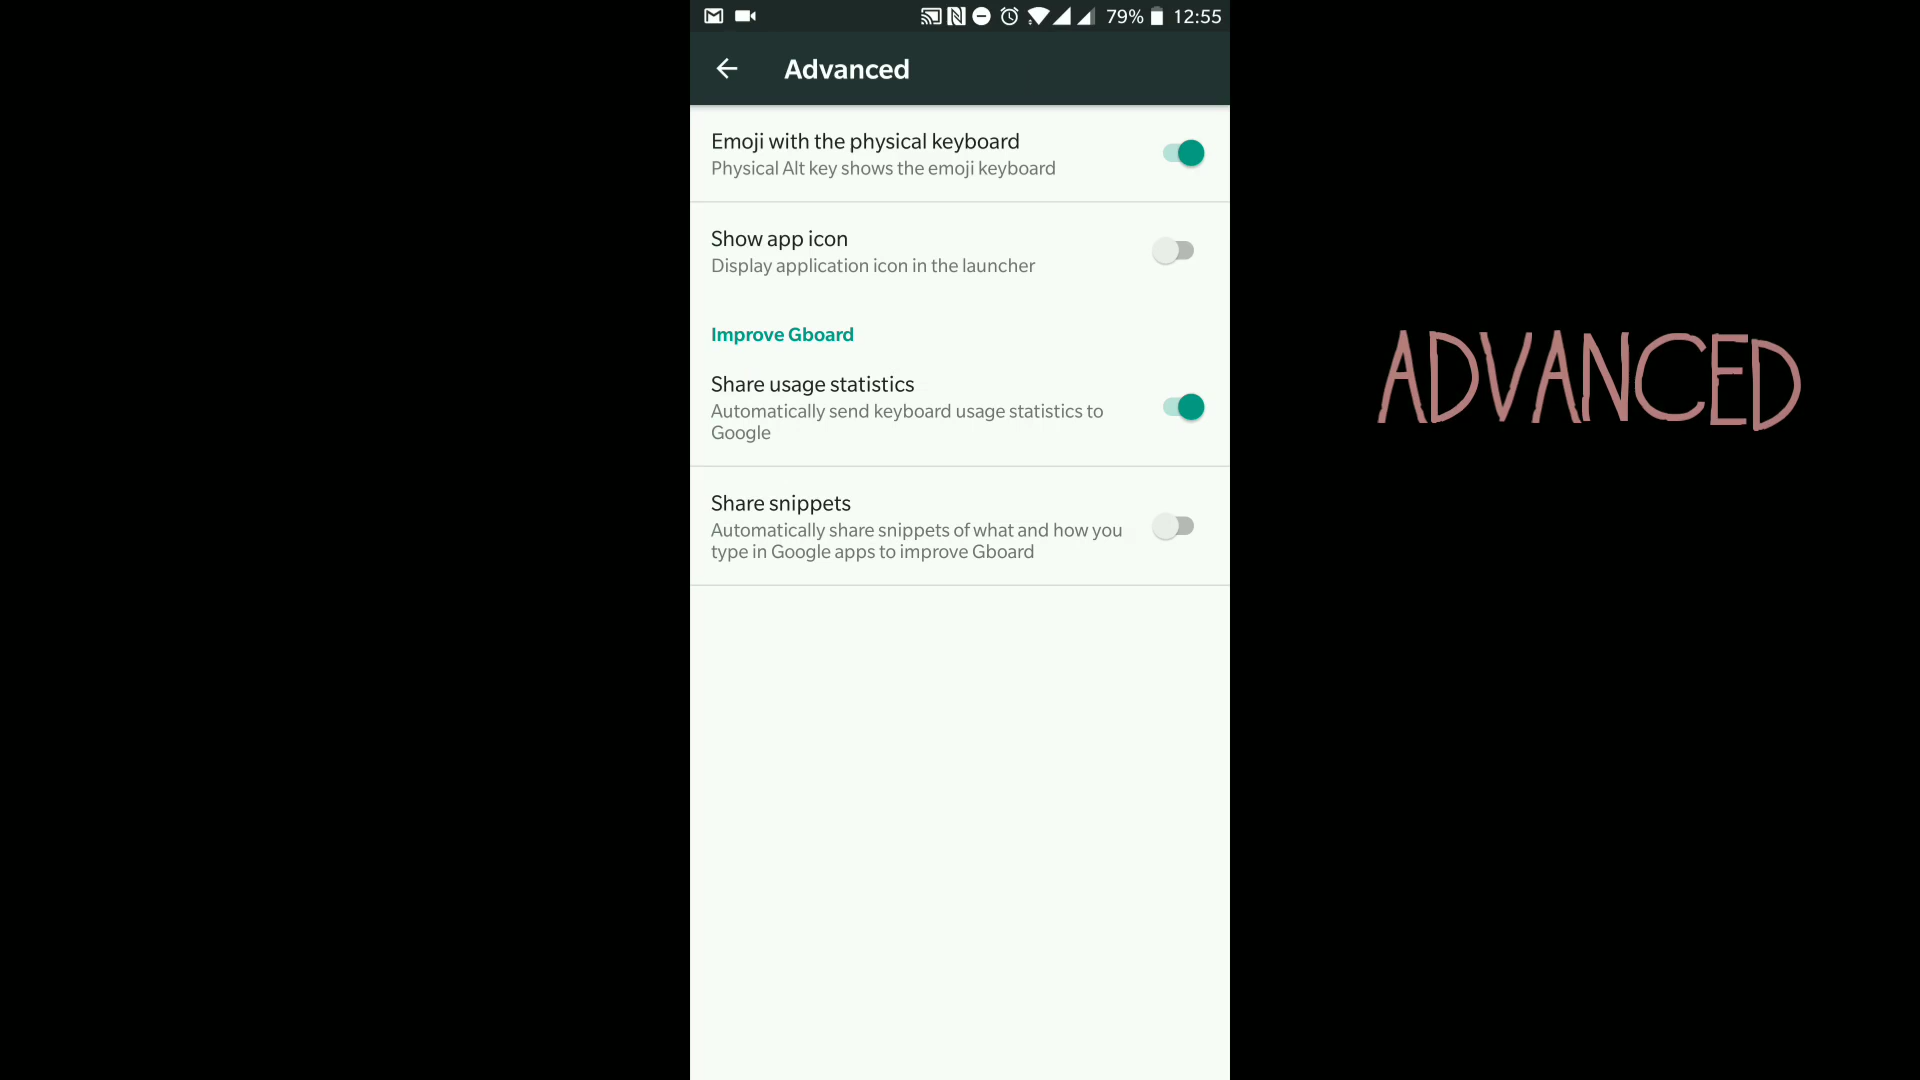 79% 12:55
Advanced
Emoji with the physical keyboard
Physical Alt key shows the emoji keyboard
Show app icon
Display application icon in the launcher
Improve Gboard
Share usage statistics
Automatically send keyboard usage statistics to
Google
Share snippets
Automatically share snippets of what and how you
type in Google apps to improve Gboard
ADVANCED